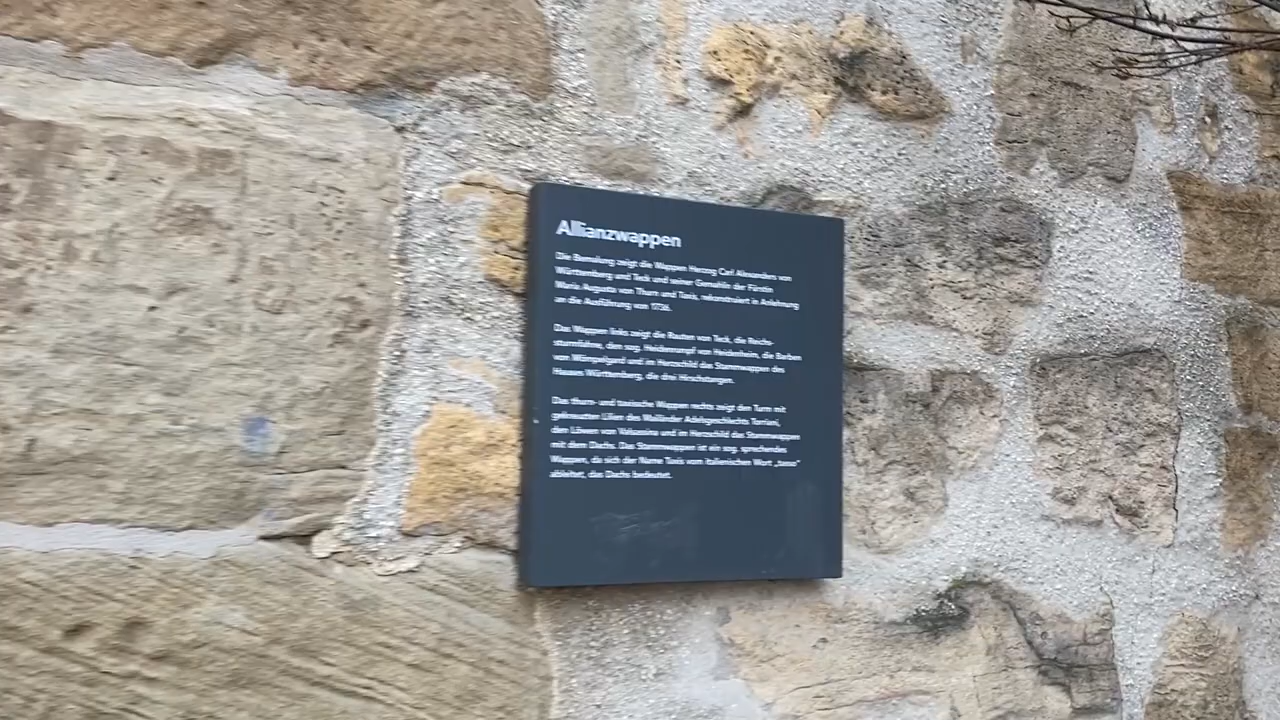 Allianzwappen
Die Bemalung zeigt die Wappen Herzog Carl Alexanders von
Württemberg und Teck und seiner Gemahlin der Fürstin
Maria Augusta von Thurn und Taxis, rekonstruiert in Anlehnung
an die Ausführung von 1736.
Das Wappen links zeigt die Rauten von Teck, die Reichs-
sturmfahne, den sog. Heidenrumpf von Heidenheim, die Barben
von Mömpelgard und im Herzschild das Stammwappen des
Hauses Württemberg, die drei Hirschstangen.
Das thurn- und taxissche Wappen rechts zeigt den Turm mit
gekreuzten Lilien des Mailänder Adelsgeschlechts Torriani,
den Löwen von Valsassina und im Herzschild das Stammwappen
mit dem Dachs. Das Stammwappen ist ein sog. sprechendes
Wappen, da sich der Name Taxis vom italienischen Wort „tasso“
ableitet, das Dachs bedeutet.